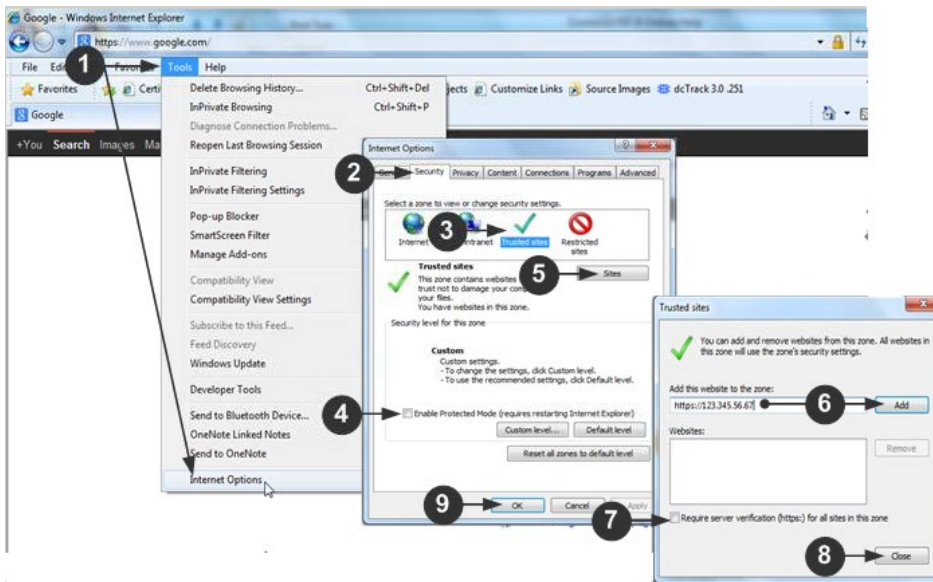 Google - Windows Internet Explorer
https://www.google.com/
File Tools Help
Favorites Customize Links Source Images dcTrack 3.0 .251
Google
+You Search Images
1
Delete Browsing History... Ctrl+Shift+Del
InPrivate Browsing Ctrl+Shift+P
Diagnose Connection Problems...
Reopen Last Browsing Session
InPrivate Filtering
InPrivate Filtering Settings
Pop-up Blocker
SmartScreen Filter
Manage Add-ons
Compatibility View
Compatibility View Settings
Subscribe to this Feed...
Feed Discovery
Windows Update
Developer Tools
Send to Bluetooth Device...
OneNote Linked Notes
Send to OneNote
Internet Options
Internet Options
2
Security Privacy Content Connections Programs Advanced
Select a zone to view or change security settings.
3
Internet Trusted sites Restricted
sites
Trusted sites
5
Sites
This zone contains websites
trust not to damage your
your files.
You have websites in this zone.
Security level for this zone
Custom
Custom settings.
- To change the settings, click Custom level.
- To use the recommended settings, click Default level.
4
Enable Protected Mode (requires restarting Internet Explorer)
Custom level... Default level
Reset all zones to default level
9
OK Cancel Apply
Trusted sites
You can add and remove websites from this zone. All websites in
this zone will use the zone's security settings.
Add this website to the zone:
https://123.345.56.67 6 Add
Websites:
Remove
7
Require server verification (https:) for all sites in this zone
8
Close